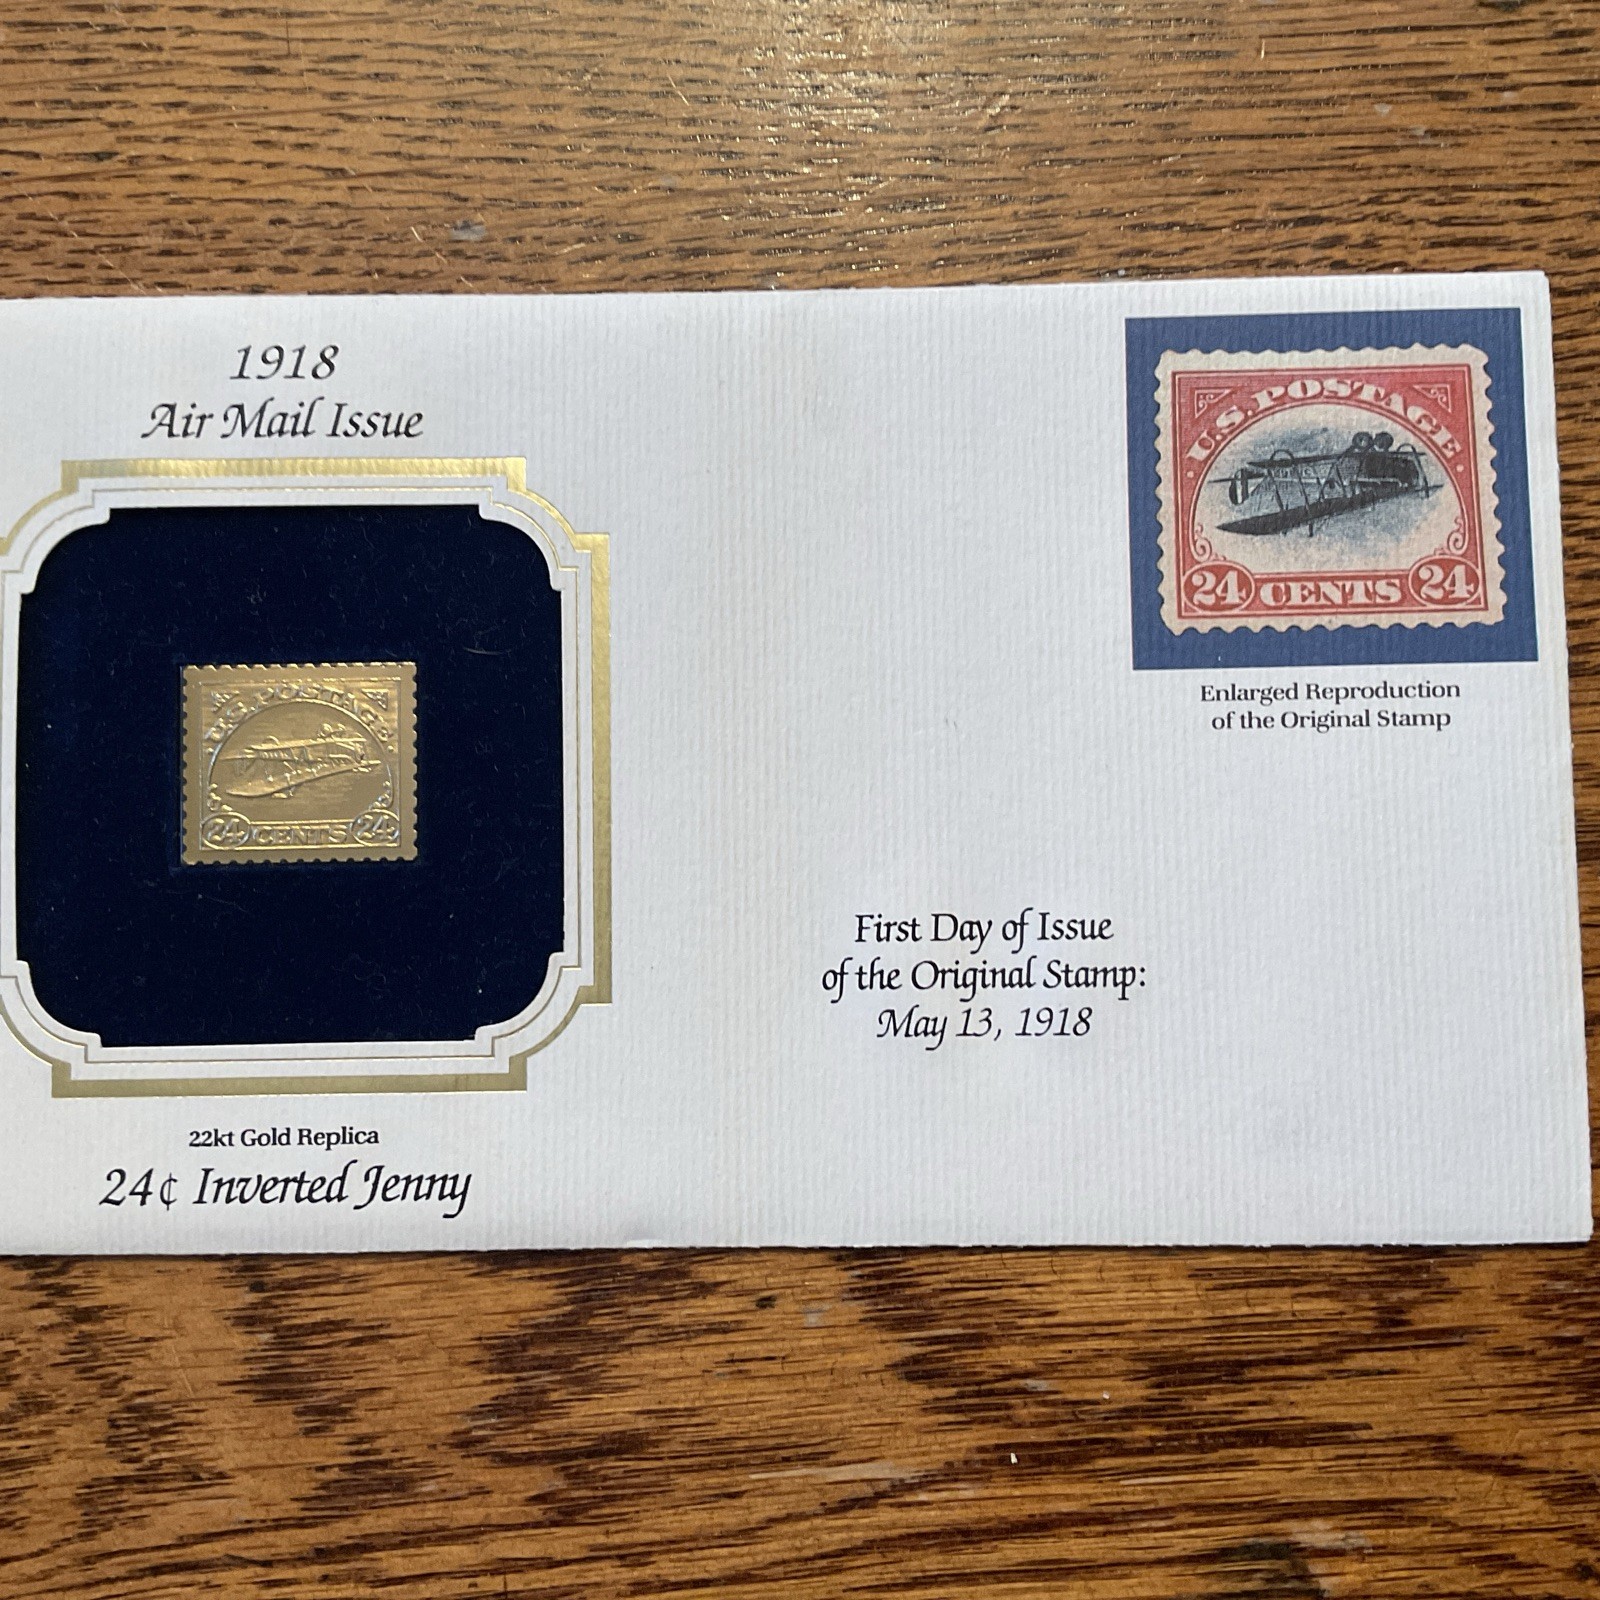 1918
Air Mail Issue
U.S. POSTAGE
24 CENTS 24
22kt Gold Replica
24¢ Inverted Jenny
U.S. POSTAGE
24 CENTS 24
Enlarged Reproduction
of the Original Stamp
First Day of Issue
of the Original Stamp:
May 13, 1918